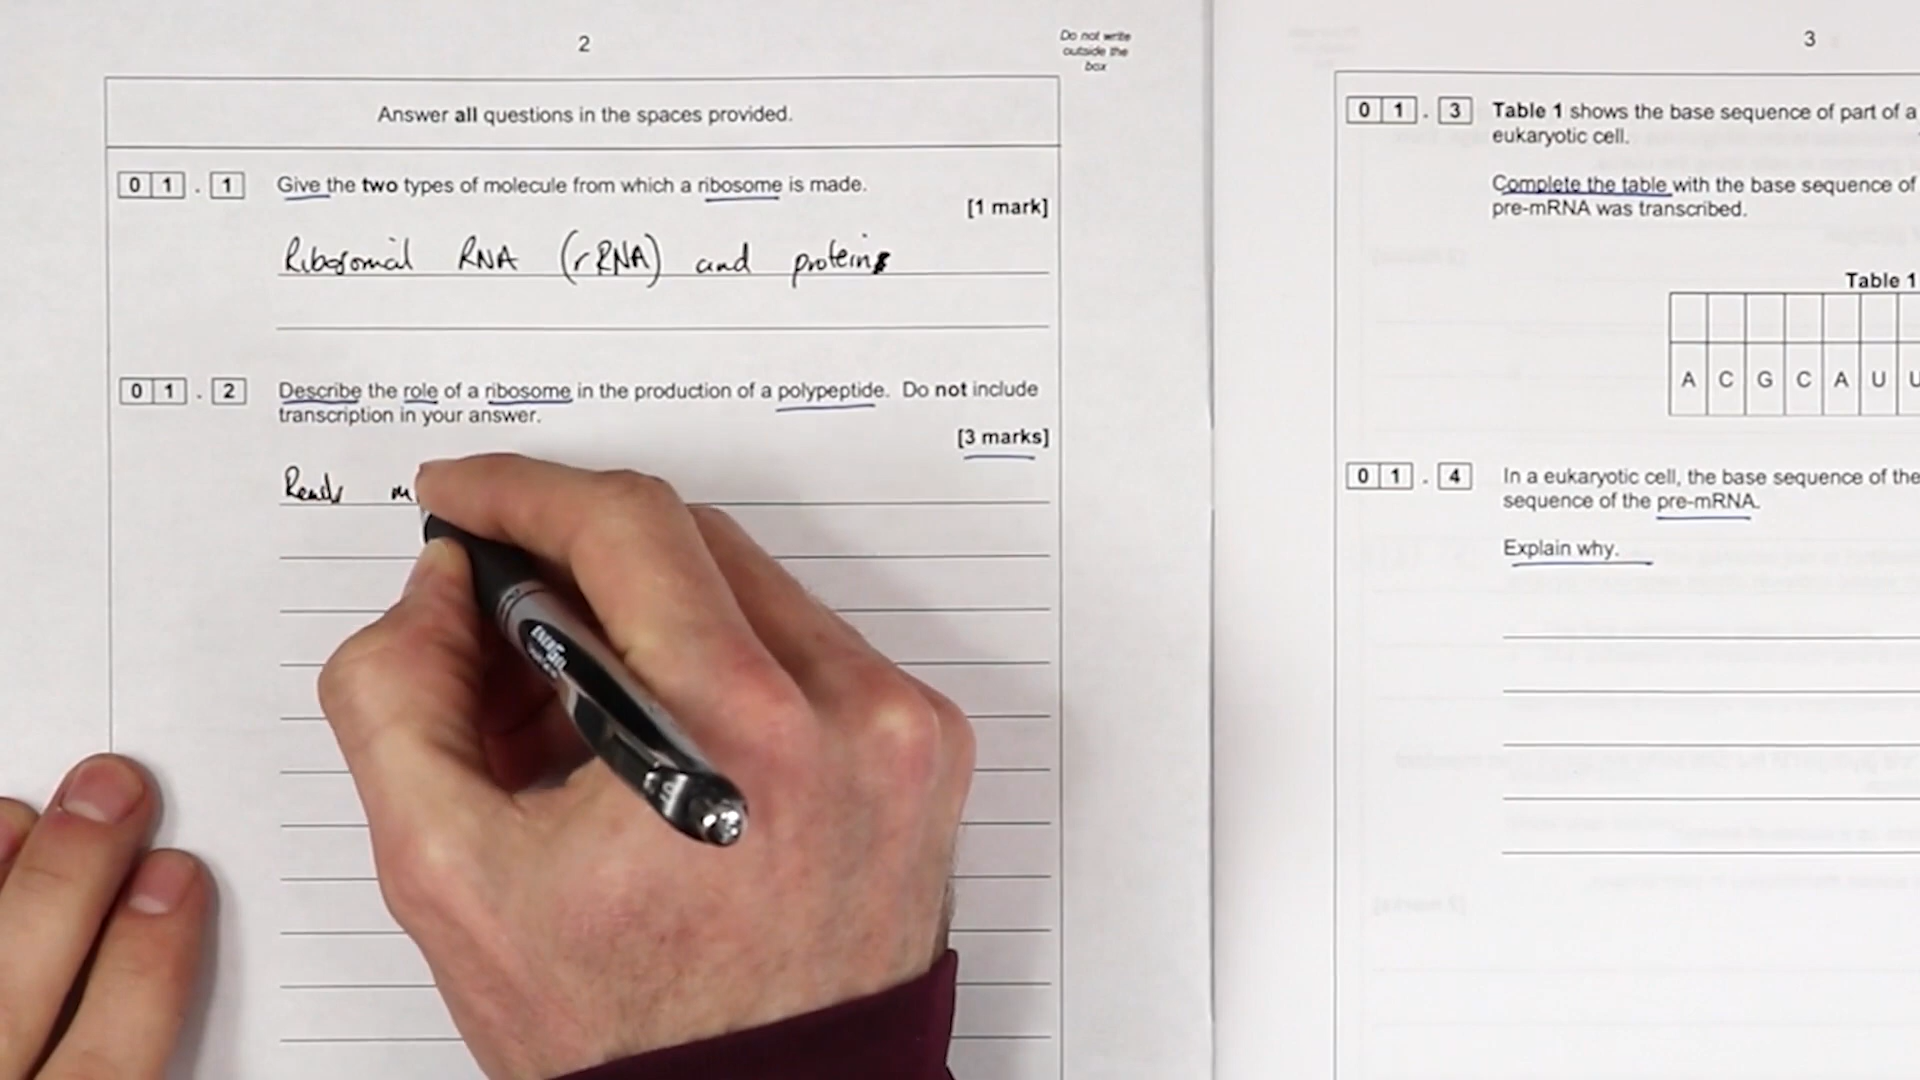 2
Do not write
outside the
box
Answer all questions in the spaces provided.
0 1 . 1 Give the two types of molecule from which a ribosome is made.
[1 mark]
Ribosomal RNA (rRNA) and proteins
0 1 . 2 Describe the role of a ribosome in the production of a polypeptide. Do not include
transcription in your answer.
[3 marks]
Reads m
3
0 1 . 3 Table 1 shows the base sequence of part of a
eukaryotic cell.
Complete the table with the base sequence of
pre-mRNA was transcribed.
Table 1
A C G C A U U
0 1 . 4 In a eukaryotic cell, the base sequence of the
sequence of the pre-mRNA.
Explain why.